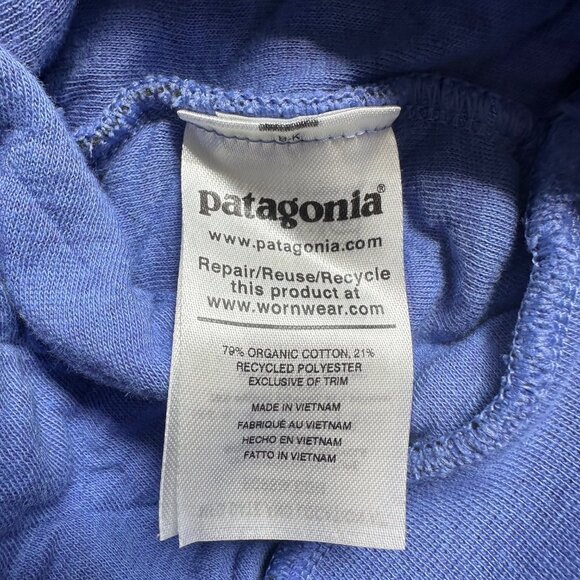 patagonia®
www.patagonia.com
Repair/Reuse/Recycle
this product at
www.wornwear.com
79% ORGANIC COTTON, 21%
RECYCLED POLYESTER
EXCLUSIVE OF TRIM
MADE IN VIETNAM
FABRIQUÉ AU VIETNAM
HECHO EN VIETNAM
FATTO IN VIETNAM